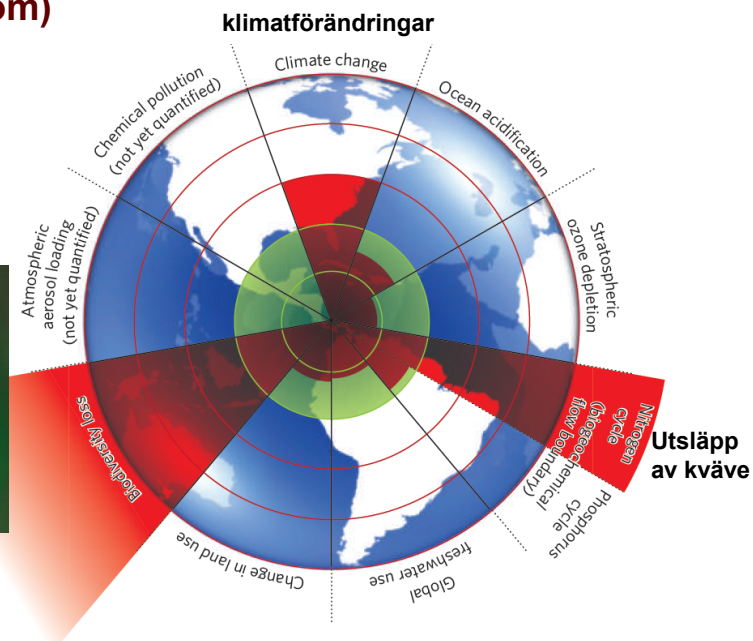 om)
klimatförändringar
Climate change
Ocean acidification
Stratospheric
ozone depletion
Nitrogen
cycle
(biogeochemical
flow boundary)
Phosphorus
cycle
Utsläpp
av kväve
Global
freshwater use
Change in land use
Biodiversity loss
Atmospheric
aerosol loading
(not yet quantified)
Chemical pollution
(not yet quantified)